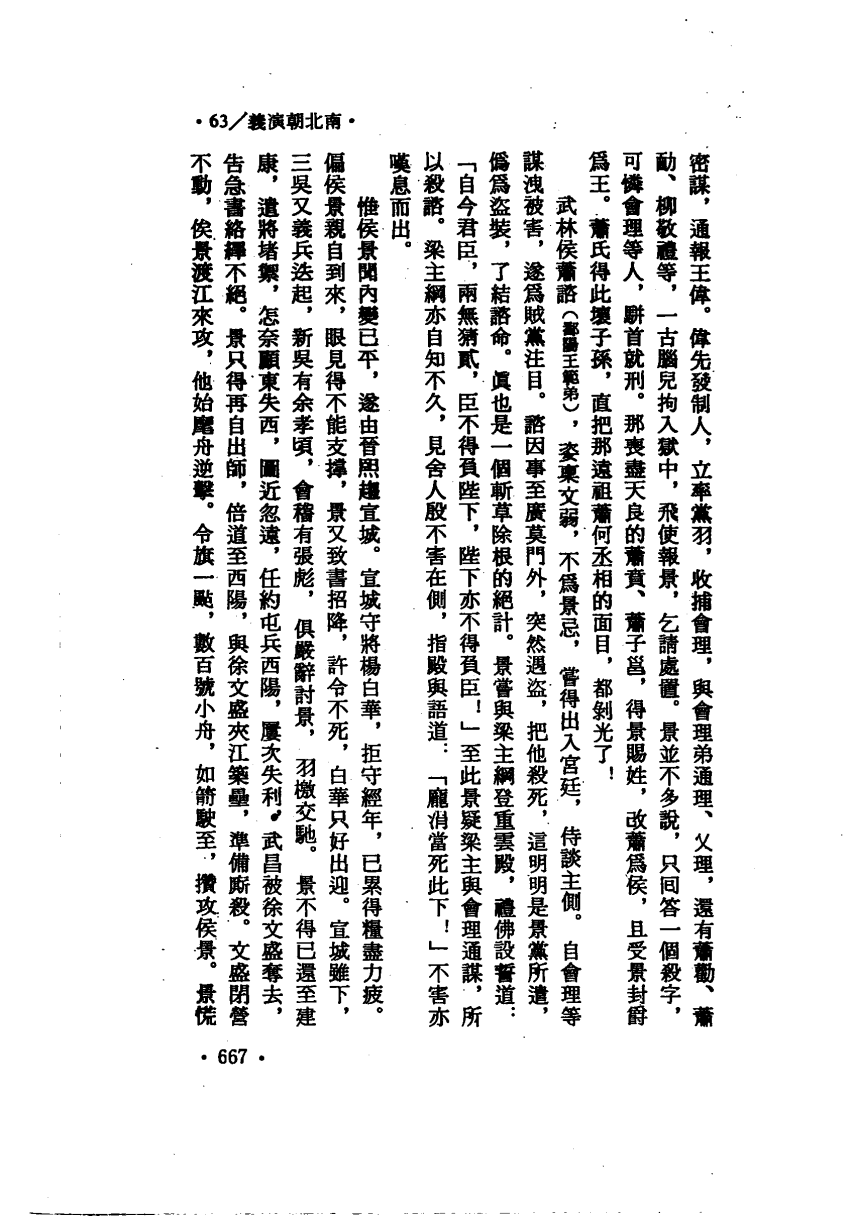 •63／義演朝北南•
密謀，通報王偉。偉先發制人，立率黨羽，收捕會理，與會理弟通理、乂理，還有蕭勸、蕭
勔、柳敬禮等，一古腦兒拘入獄中，飛使報景，乞請處置。景並不多說，只回答一個殺字，
可憐會理等人，駢首就刑。那喪盡天良的蕭賁、蕭子邕，得景賜姓，改蕭爲侯，且受景封爵
爲王。蕭氏得此壞子孫，直把那遠祖蕭何丞相的面目，都剝光了！
武林侯蕭諮（鄱陽王範弟），姿稟文弱，不爲景忌，嘗得出入宮廷，侍談主側。自會理等
謀洩被害，遂爲賊黨注目。諮因事至廣莫門外，突然遇盜，把他殺死，這明明是景黨所遣，
僞爲盜裝，了結諮命。眞也是一個斬草除根的絕計。景嘗與梁主綱登重雲殿，禮佛設誓道：
「自今君臣，兩無猜貳，臣不得負陛下，陛下亦不得負臣！」至此景疑梁主與會理通謀，所
以殺諮。梁主綱亦自知不久，見舍人殷不害在側，指殿與語道：「龐涓當死此下！」不害亦
嘆息而出。
惟侯景聞內變已平，遂由晉熙趨宣城。宣城守將楊白華，拒守經年，已累得糧盡力疲。
偏侯景親自到來，眼見得不能支撐，景又致書招降，許令不死，白華只好出迎。宣城雖下，
三吳又義兵迭起，新吳有余孝頃，會稽有張彪，俱嚴辭討景，羽檄交馳。景不得已還至建
康，遣將堵禦，怎奈顧東失西，圖近忽遠，任約屯兵西陽，屢次失利。武昌被徐文盛奪去，
告急書絡繹不絕。景只得再自出師，倍道至西陽，與徐文盛夾江築壘，準備廝殺。文盛閉營
不動，俟景渡江來攻，他始麾舟逆擊。令旗一颭，數百號小舟，如箭駛至，攢攻侯景。景慌
•667•